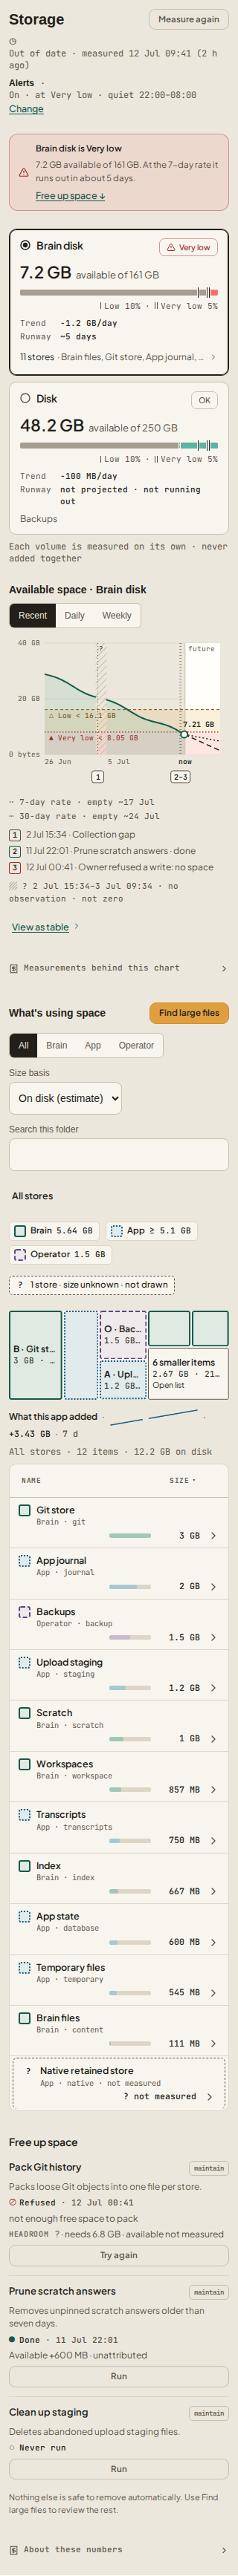 Storage
Measure again
Out of date · measured 12 Jul 09:41 (2 h
ago)
Alerts ·
On · at Very low · quiet 22:00–08:00
Change
Brain disk is Very low
7.2 GB available of 161 GB. At the 7-day rate it
runs out in about 5 days.
Free up space ↓
Brain disk
Very low
7.2 GB available of 161 GB
Low 10% · Very low 5%
Trend -1.2 GB/day
Runway ~5 days
11 stores · Brain files, Git store, App journal, …
Disk
OK
48.2 GB available of 250 GB
Low 10% · Very low 5%
Trend -100 MB/day
Runway not projected · not running
out
Backups
Each volume is measured on its own · never
added together
Available space · Brain disk
Recent Daily Weekly
40 GB
?
future
20 GB
△ Low < 16.1 GB
7.21 GB
▲ Very low < 8.05 GB
0 bytes
26 Jun 5 Jul now
1 2–3
7-day rate · empty ~17 Jul
30-day rate · empty ~24 Jul
1 2 Jul 15:34 · Collection gap
2 11 Jul 22:01 · Prune scratch answers · done
3 12 Jul 00:41 · Owner refused a write: no space
? 2 Jul 15:34–3 Jul 09:34 · no
observation · not zero
View as table
Measurements behind this chart
What's using space
Find large files
All Brain App Operator
Size basis
On disk (estimate)
Search this folder
All stores
Brain 5.64 GB
App ≥ 5.1 GB
Operator 1.5 GB
? 1 store · size unknown · not drawn
B · Git st…
3 GB · …
O · Bac…
1.5 GB…
A · Upl…
1.2 GB…
6 smaller items
2.67 GB · 21…
Open list
What this app added ·
+3.43 GB · 7 d
All stores · 12 items · 12.2 GB on disk
NAME SIZE
Git store
Brain · git
3 GB
App journal
App · journal
2 GB
Backups
Operator · backup
1.5 GB
Upload staging
App · staging
1.2 GB
Scratch
Brain · scratch
1 GB
Workspaces
Brain · workspace
857 MB
Transcripts
App · transcripts
750 MB
Index
Brain · index
667 MB
App state
App · database
600 MB
Temporary files
App · temporary
545 MB
Brain files
Brain · content
111 MB
? Native retained store
App · native · not measured
? not measured
Free up space
Pack Git history
maintain
Packs loose Git objects into one file per store.
Refused · 12 Jul 00:41
not enough free space to pack
HEADROOM ? · needs 6.8 GB · available not measured
Try again
Prune scratch answers
maintain
Removes unpinned scratch answers older than
seven days.
Done · 11 Jul 22:01
Available +600 MB · unattributed
Run
Clean up staging
maintain
Deletes abandoned upload staging files.
Never run
Run
Nothing else is safe to remove automatically. Use Find
large files to review the rest.
About these numbers